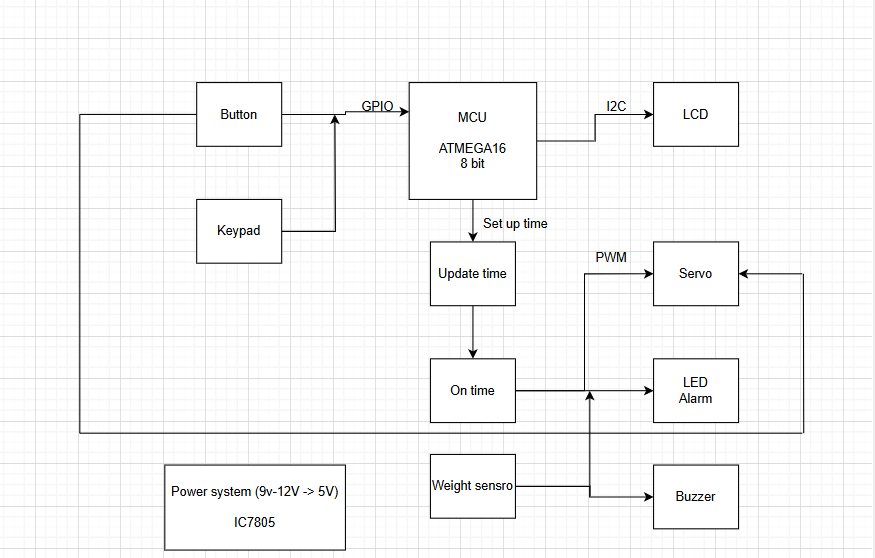 Button
GPIO
MCU
ATMEGA16
8 bit
I2C
LCD
Keypad
Set up time
Update time
PWM
Servo
On time
LED
Alarm
Weight sensro
Buzzer
Power system (9v-12V -> 5V)
IC7805